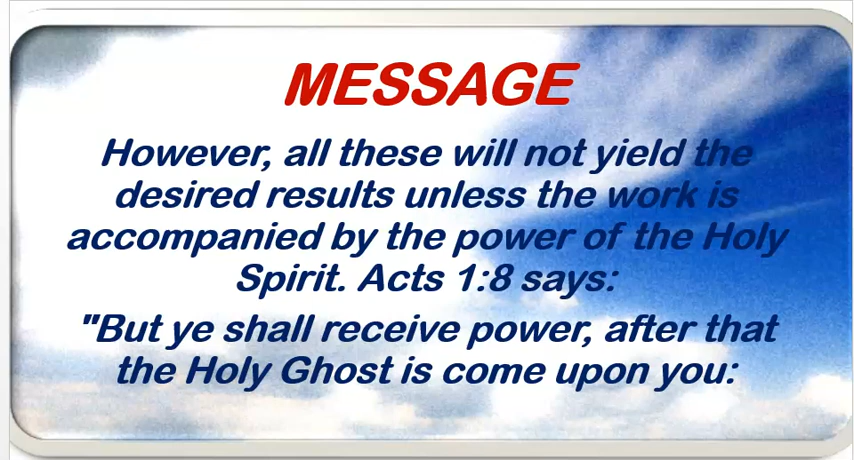 MESSAGE
However, all these will not yield the
desired results unless the work is
accompanied by the power of the Holy
Spirit. Acts 1:8 says:
"But ye shall receive power, after that
the Holy Ghost is come upon you: